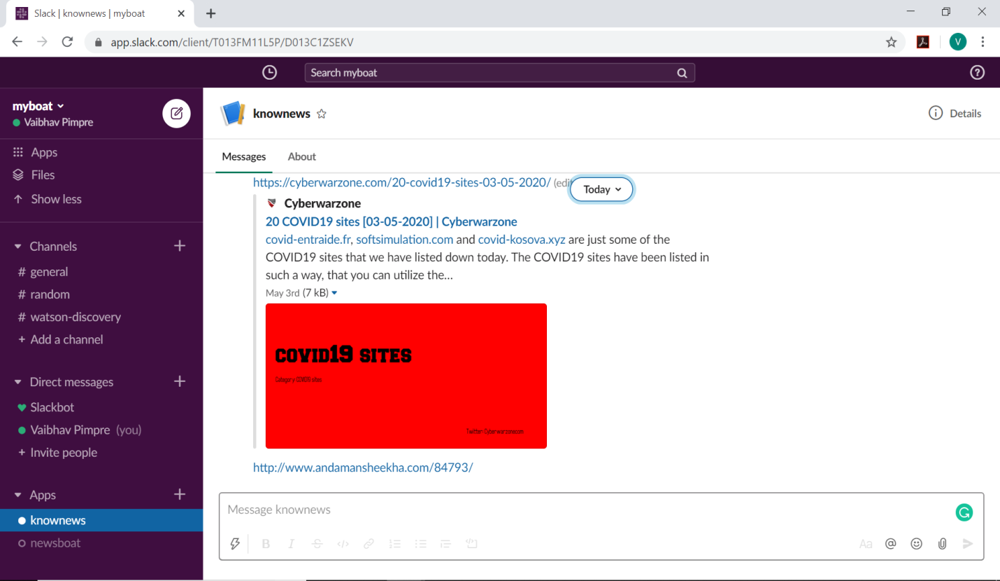 Slack | knownews | myboat
app.slack.com/client/T013FM11L5P/D013C1ZSEKV
V
Search myboat
myboat
Vaibhav Pimpre
Apps
Files
Show less
Channels
# general
# random
# watson-discovery
+ Add a channel
Direct messages
Slackbot
Vaibhav Pimpre (you)
+ Invite people
Apps
knownews
newsboat
knownews
Details
Messages
About
https://cyberwarzone.com/20-covid19-sites-03-05-2020/ (edit
Today
Cyberwarzone
20 COVID19 sites [03-05-2020] | Cyberwarzone
covid-entraide.fr, softsimulation.com and covid-kosova.xyz are just some of the
COVID19 sites that we have listed down today. The COVID19 sites have been listed in
such a way, that you can utilize the...
May 3rd (7 kB)
COVID19 SITES
Category: COVID19 sites
Twitter: Cyberwarzonecom
http://www.andamansheekha.com/84793/
Message knownews
B I S </>
Aa @